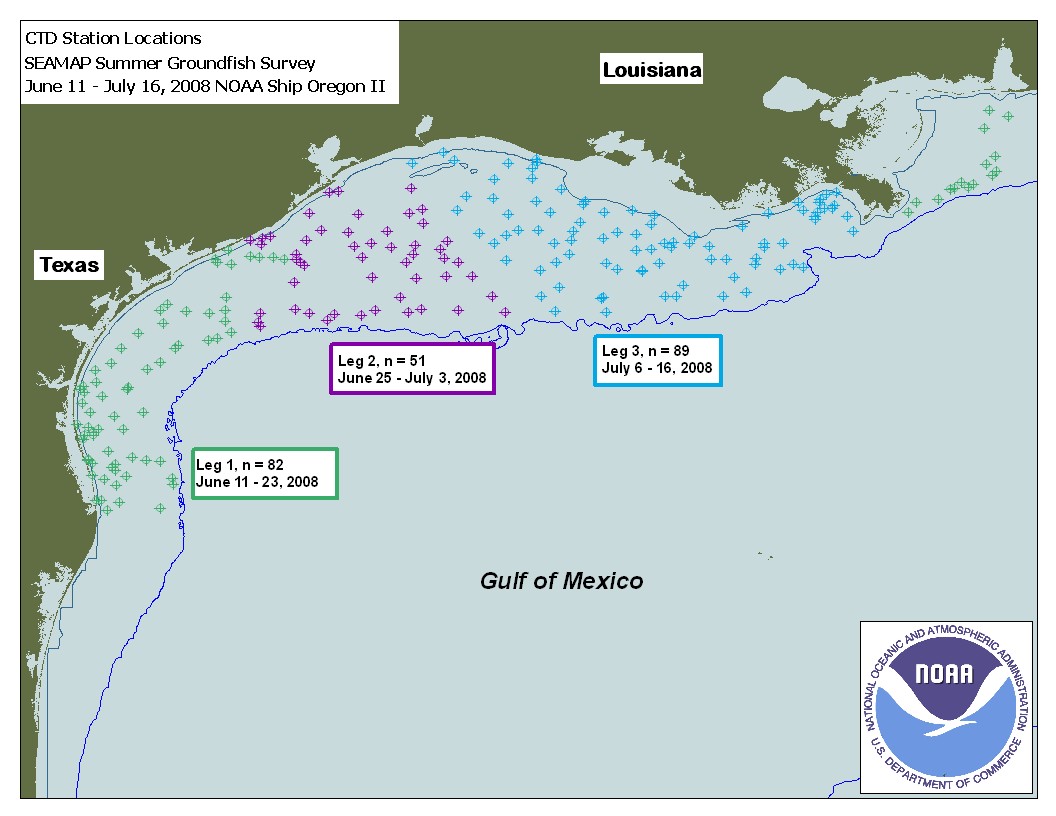 CTD Station Locations
SEAMAP Summer Groundfish Survey
June 11 - July 16, 2008 NOAA Ship Oregon II
Louisiana
Texas
Leg 2, n = 51
June 25 - July 3, 2008
Leg 3, n = 89
July 6 - 16, 2008
Leg 1, n = 82
June 11 - 23, 2008
Gulf of Mexico
NATIONAL OCEANIC AND ATMOSPHERIC ADMINISTRATION
NOAA
U.S. DEPARTMENT OF COMMERCE